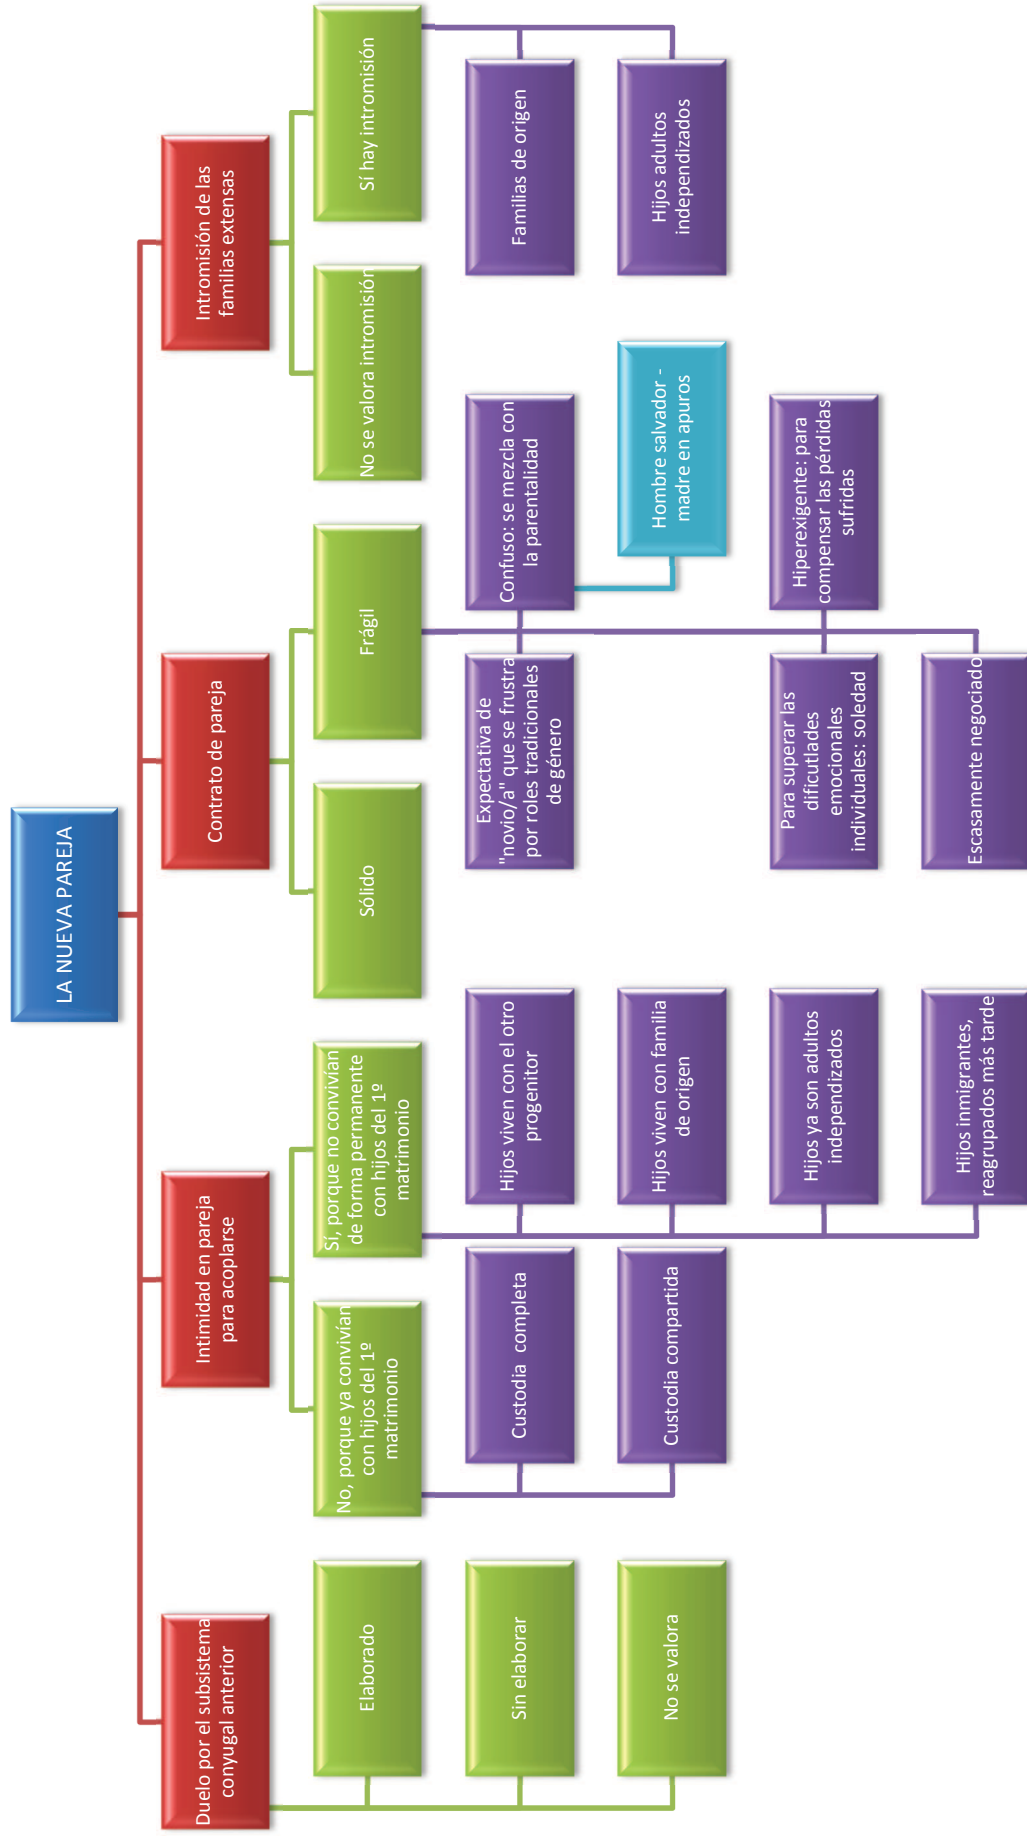 LA NUEVA PAREJA
Duelo por el subsistema
conyugal anterior
Elaborado
Sin elaborar
No se valora
Intimidad en pareja
para acoplarse
No, porque ya convivían
con hijos del 1º
matrimonio
Custodia completa
Custodia compartida
Sí, porque no convivían
de forma permanente
con hijos del 1º
matrimonio
Hijos viven con el otro
progenitor
Hijos viven con familia
de origen
Hijos ya son adultos
independizados
Hijos inmigrantes,
reagrupados más tarde
Contrato de pareja
Sólido
Frágil
Expectativa de
"novio/a" que se frustra
por roles tradicionales
de género
Confuso: se mezcla con
la parentalidad
Hombre salvador -
madre en apuros
Para superar las
dificutlades
emocionales
individuales: soledad
Hiperexigente: para
compensar las pérdidas
sufridas
Escasamente negociado
Intromisión de las
familias extensas
No se valora intromisión
Sí hay intromisión
Familias de origen
Hijos adultos
independizados